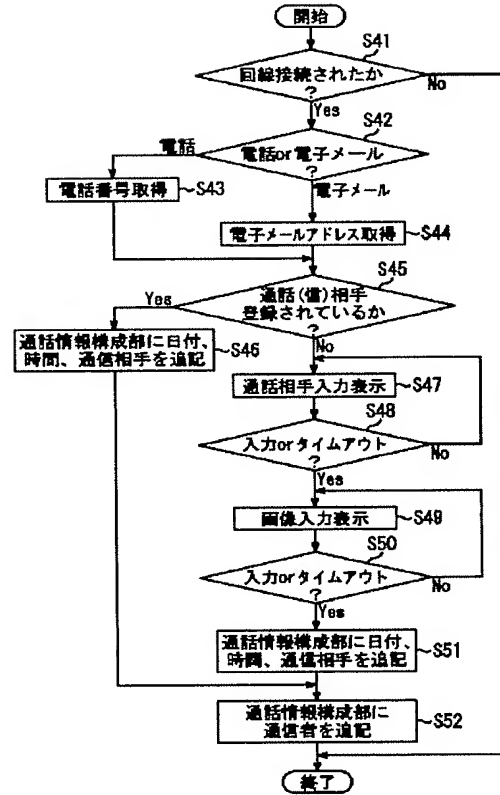 開始
S41
回線接続されたか
?
No
Yes
S42
電話
電話or電子メール
?
電子メール
電話番号取得
S43
電子メールアドレス取得
S44
S45
Yes
通話(信)相手
登録されているか
?
No
通話情報構成部に日付、
時間、通信相手を追記
S46
通話相手入力表示
S47
S48
入力orタイムアウト
?
No
Yes
画像入力表示
S49
S50
入力orタイムアウト
?
No
Yes
通話情報構成部に日付、
時間、通信相手を追記
S51
通話情報構成部に
通信者を追記
S52
終了